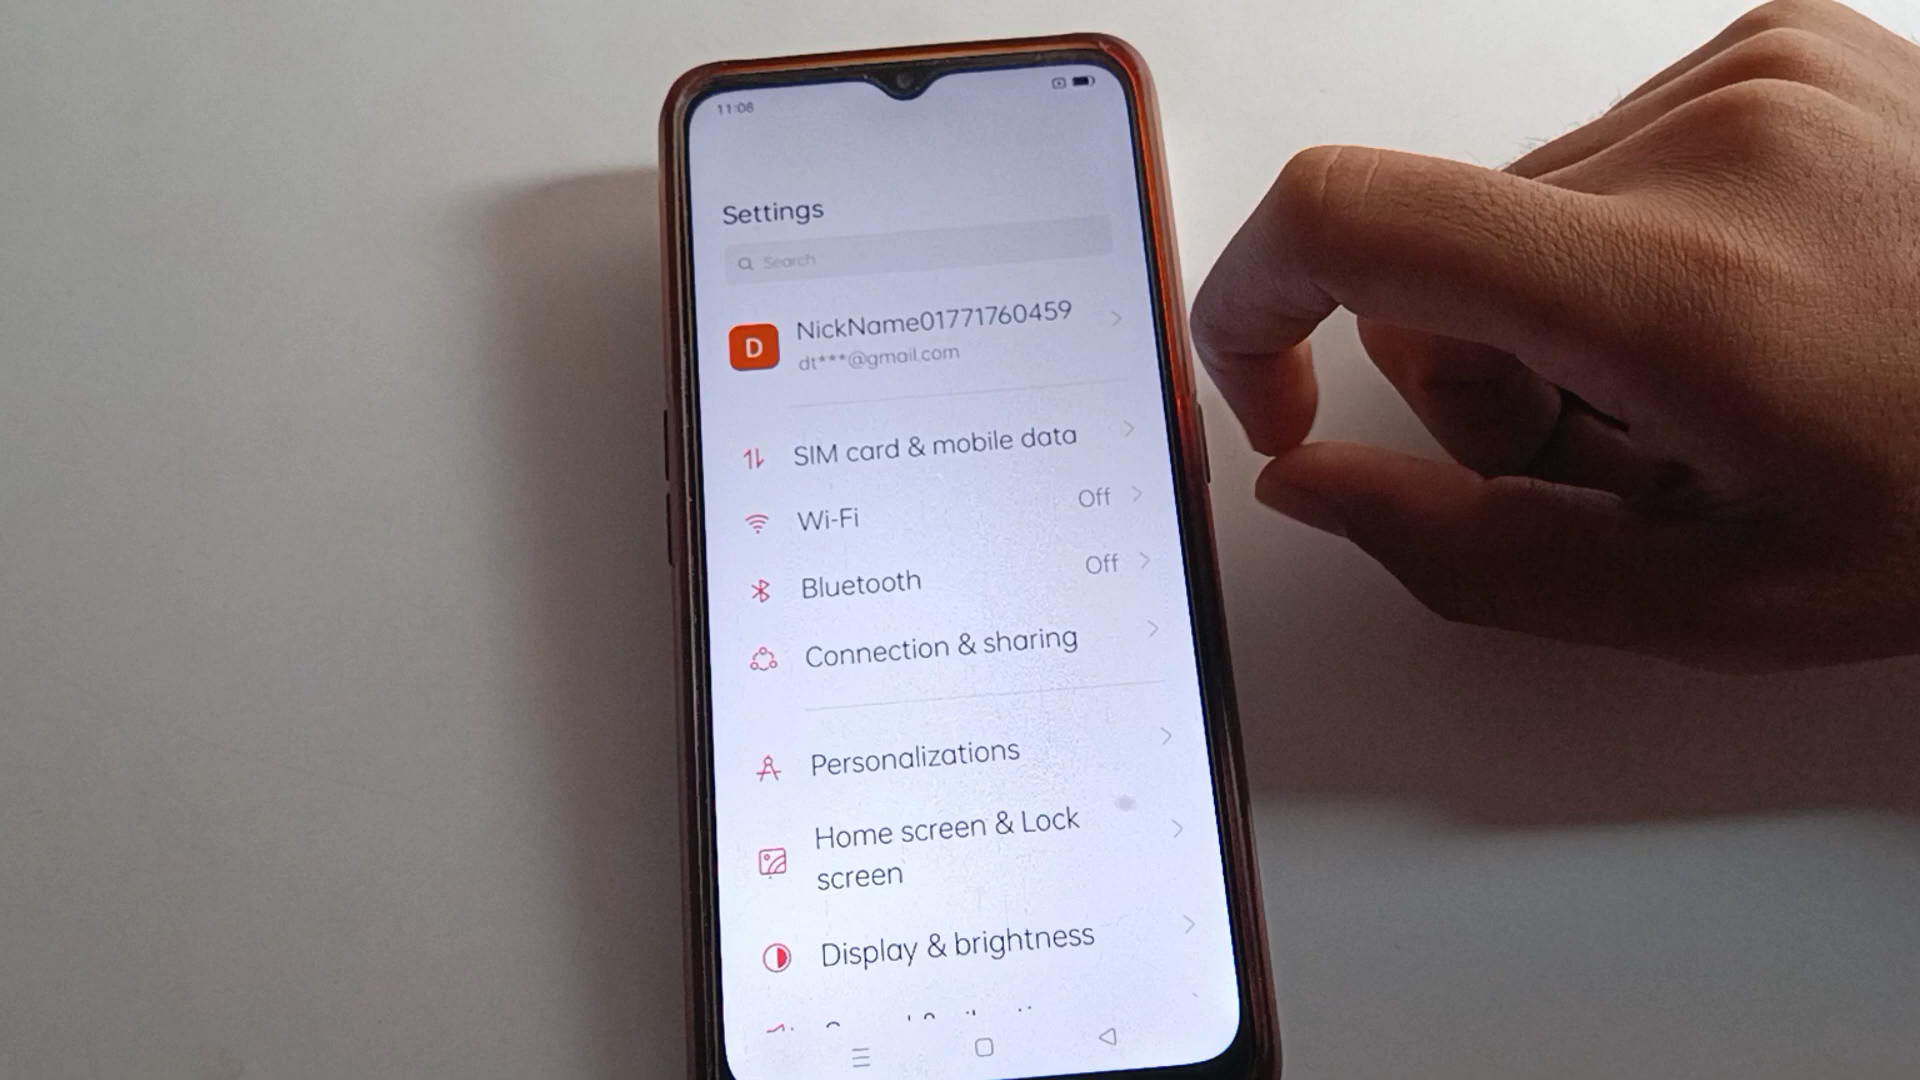 11:08
Settings
Search
D
NickName01771760459
dt***@gmail.com
SIM card & mobile data
Wi-Fi
Off
Bluetooth
Off
Connection & sharing
Personalizations
Home screen & Lock
screen
Display & brightness